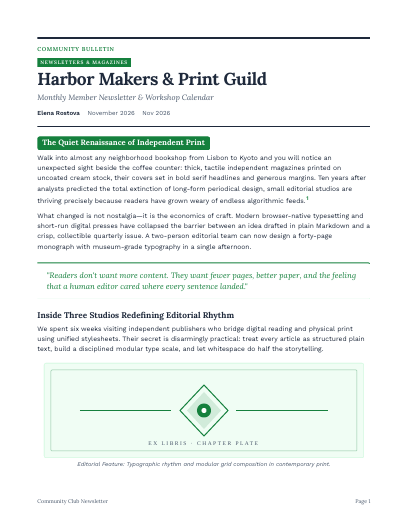 COMMUNITY BULLETIN
NEWSLETTERS & MAGAZINES
Harbor Makers & Print Guild
Monthly Member Newsletter & Workshop Calendar
Elena Rostova November 2026 Nov 2026
The Quiet Renaissance of Independent Print
Walk into almost any neighborhood bookshop from Lisbon to Kyoto and you will notice an
unexpected sight beside the coffee counter: thick, tactile independent magazines printed on
uncoated cream stock, their covers set in bold serif headlines and generous margins. Ten years after
analysts predicted the total extinction of long-form periodical design, small editorial studios are
thriving precisely because readers have grown weary of endless algorithmic feeds.¹
What changed is not nostalgia—it is the economics of craft. Modern browser-native typesetting and
short-run digital presses have collapsed the barrier between an idea drafted in plain Markdown and a
crisp, collectible quarterly issue. A two-person editorial team can now design a forty-page
monograph with museum-grade typography in a single afternoon.
"Readers don't want more content. They want fewer pages, better paper, and the feeling
that a human editor cared where every sentence landed."
Inside Three Studios Redefining Editorial Rhythm
We spent six weeks visiting independent publishers who bridge digital reading and physical print
using unified stylesheets. Their secret is disarmingly practical: treat every article as structured plain
text, build a disciplined modular type scale, and let whitespace do half the storytelling.
EX LIBRIS · CHAPTER PLATE
Editorial Feature: Typographic rhythm and modular grid composition in contemporary print.
Community Club Newsletter
Page 1